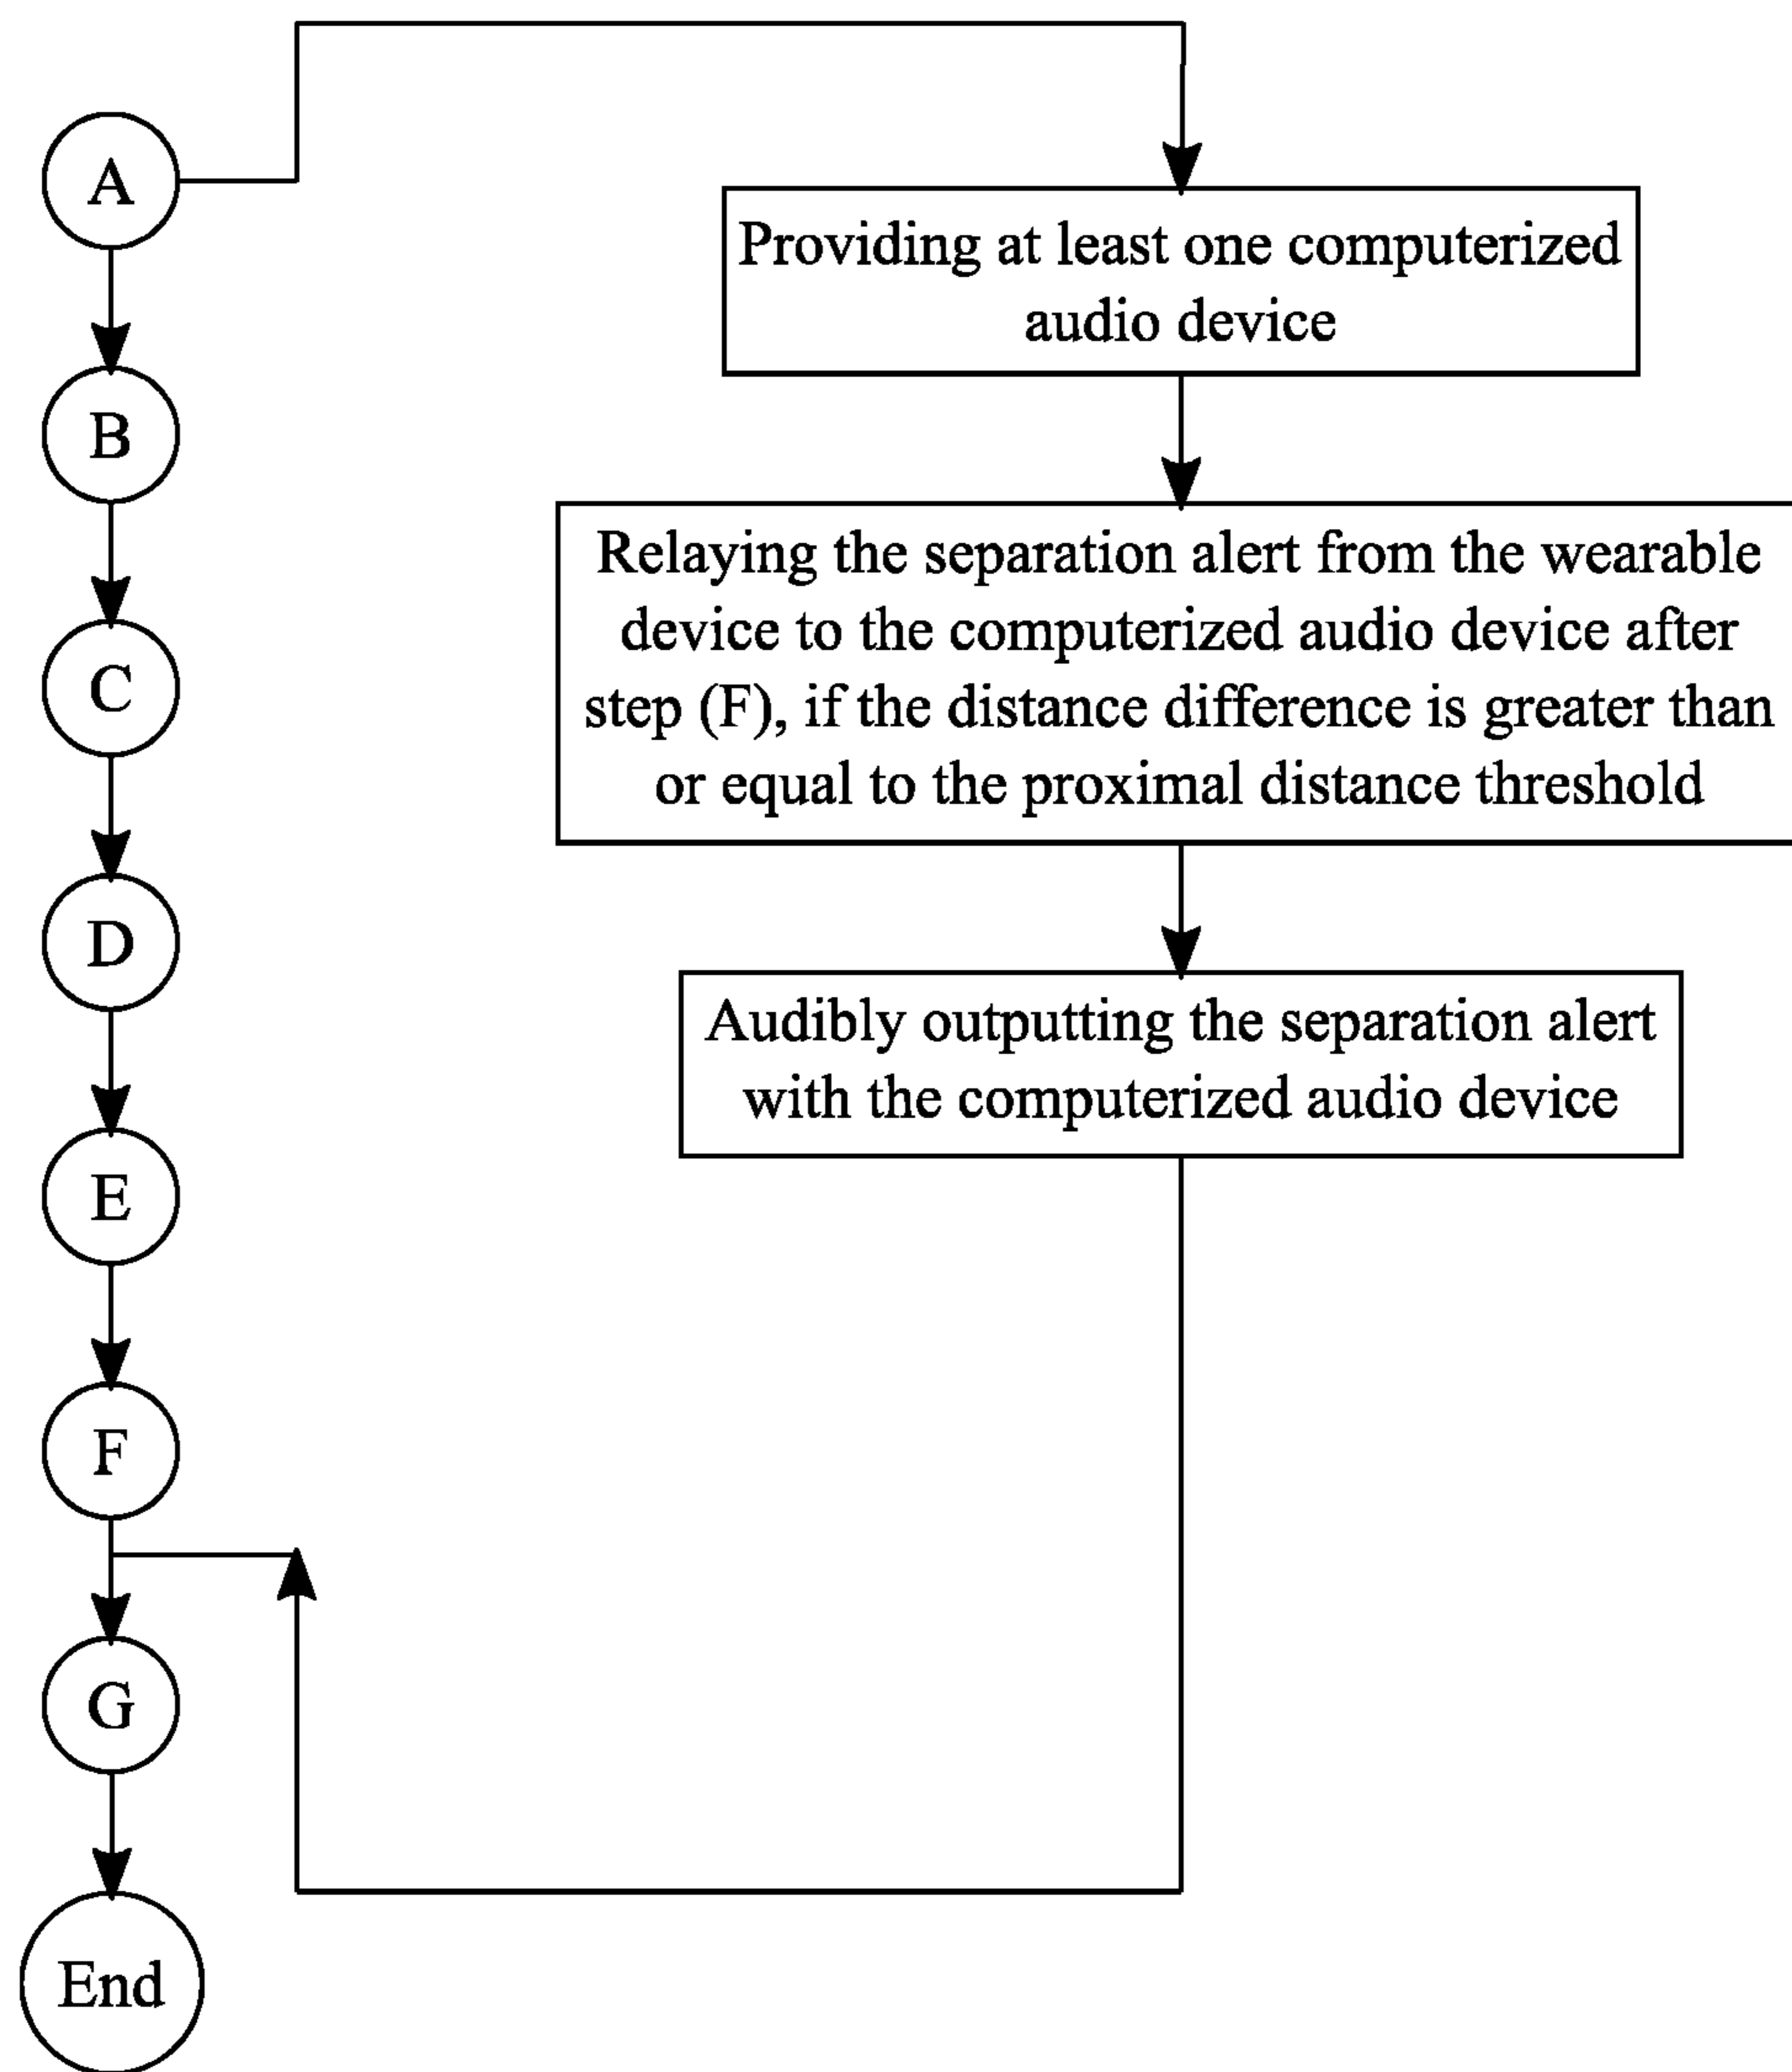 A
B
C
D
E
F
G
End
Providing at least one computerized
audio device
Relaying the separation alert from the wearable
device to the computerized audio device after
step (F), if the distance difference is greater than
or equal to the proximal distance threshold
Audibly outputting the separation alert
with the computerized audio device